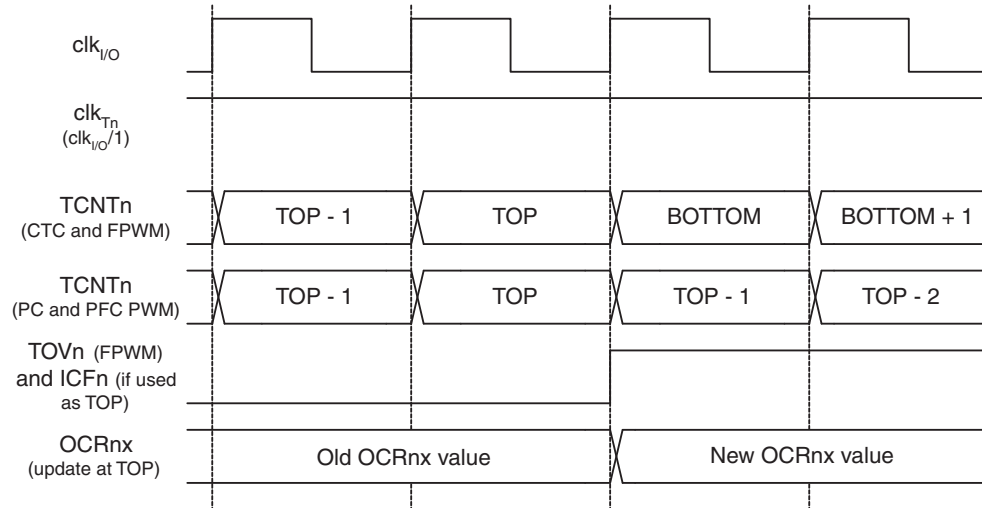 clkI/O
clkTn
(clkI/O/1)
TCNTn
(CTC and FPWM)
TOP - 1
TOP
BOTTOM
BOTTOM + 1
TCNTn
(PC and PFC PWM)
TOP - 1
TOP
TOP - 1
TOP - 2
TOVn (FPWM)
and ICFn (if used
as TOP)
OCRnx
(update at TOP)
Old OCRnx value
New OCRnx value